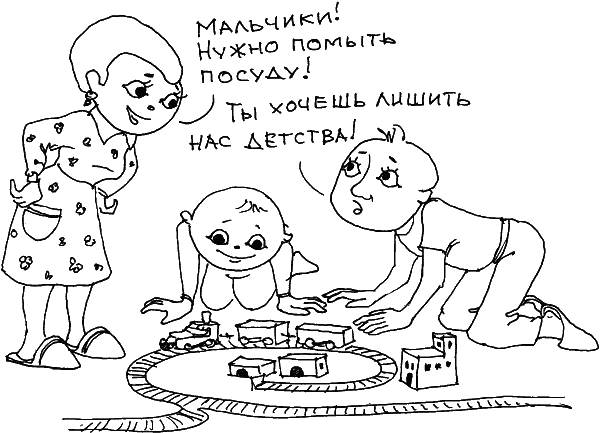 Мальчики!
Нужно помыть
посуду!
Ты хочешь лишить
нас детства!